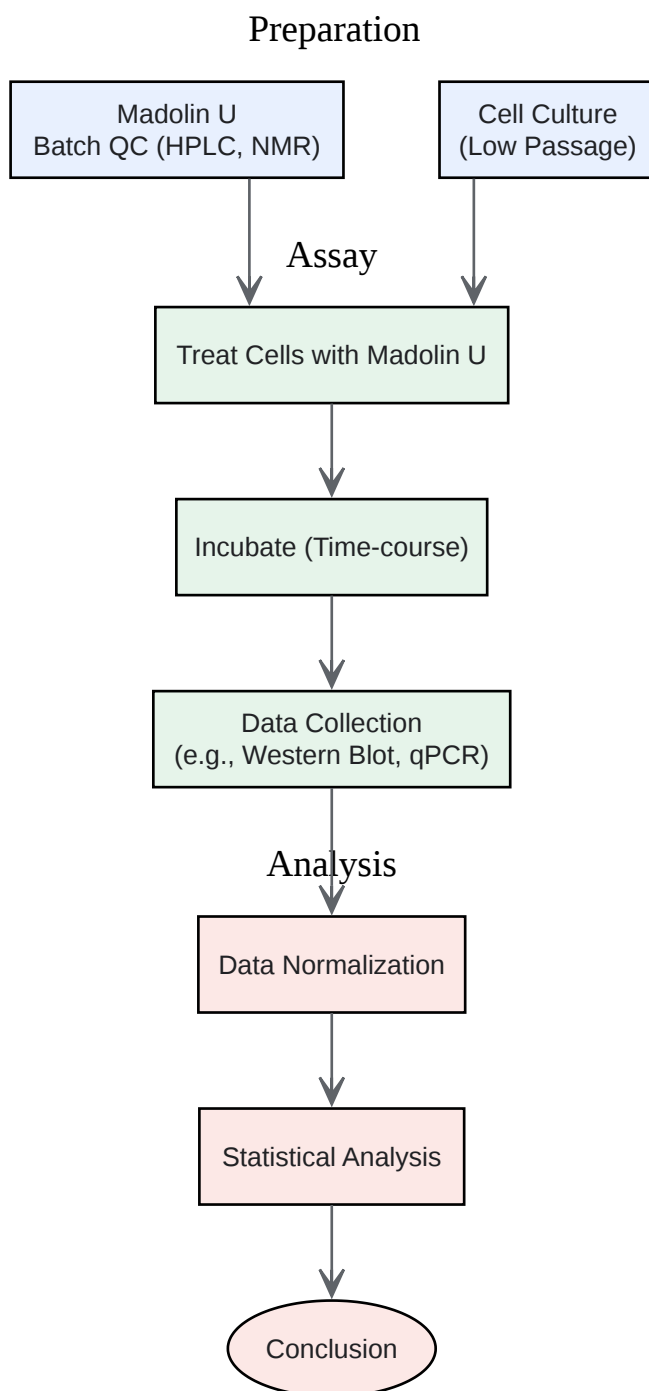 Preparation
Madolin U
Batch QC (HPLC, NMR)
Cell Culture
(Low Passage)
Assay
Treat Cells with Madolin U
Incubate (Time-course)
Data Collection
(e.g., Western Blot, qPCR)
Analysis
Data Normalization
Statistical Analysis
Conclusion